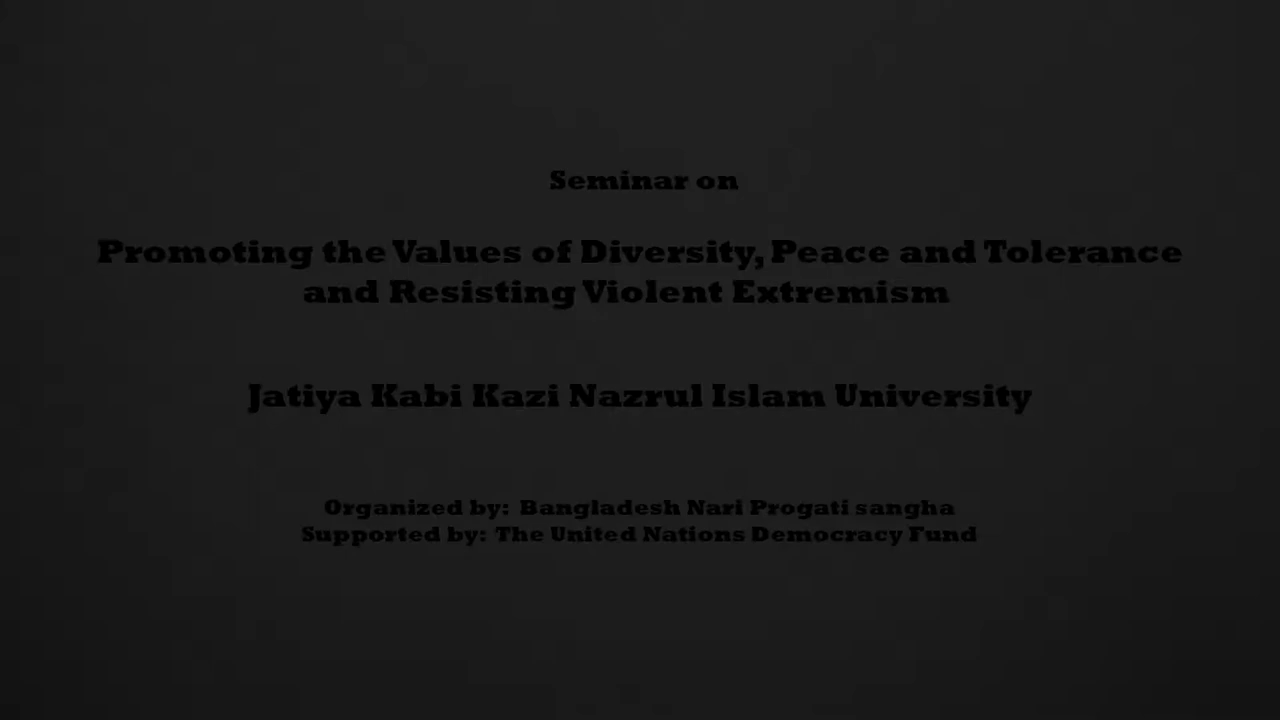 Seminar on
Promoting the Values of Diversity, Peace and Tolerance
and Resisting Violent Extremism
Jatiya Kabi Kazi Nazrul Islam University
Organized by: Bangladesh Nari Progati sangha
Supported by: The United Nations Democracy Fund